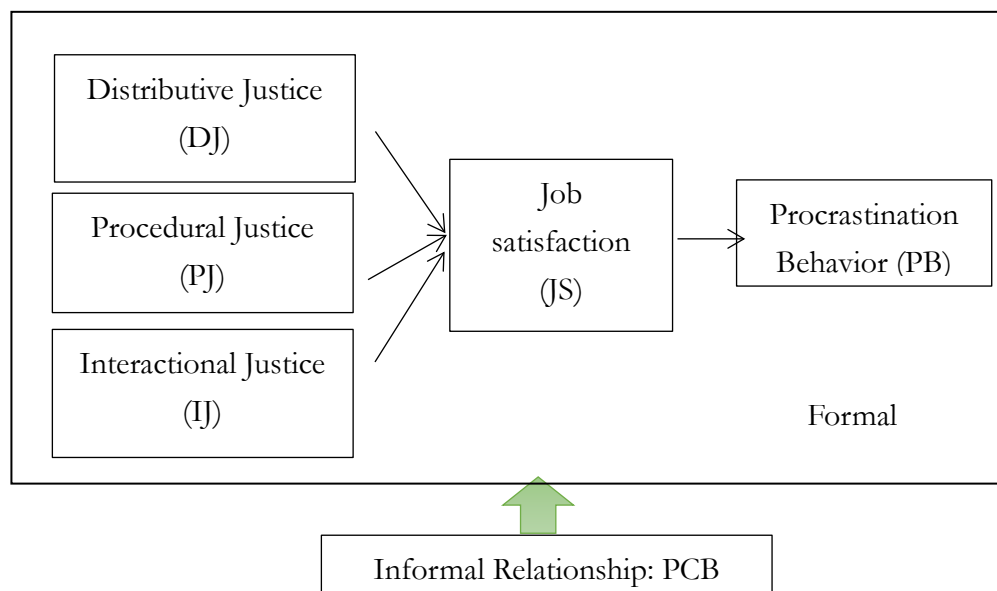 Distributive Justice
(DJ)
Procedural Justice
(PJ)
Interactional Justice
(IJ)
Job
satisfaction
(JS)
Procrastination
Behavior (PB)
Formal
Informal Relationship: PCB